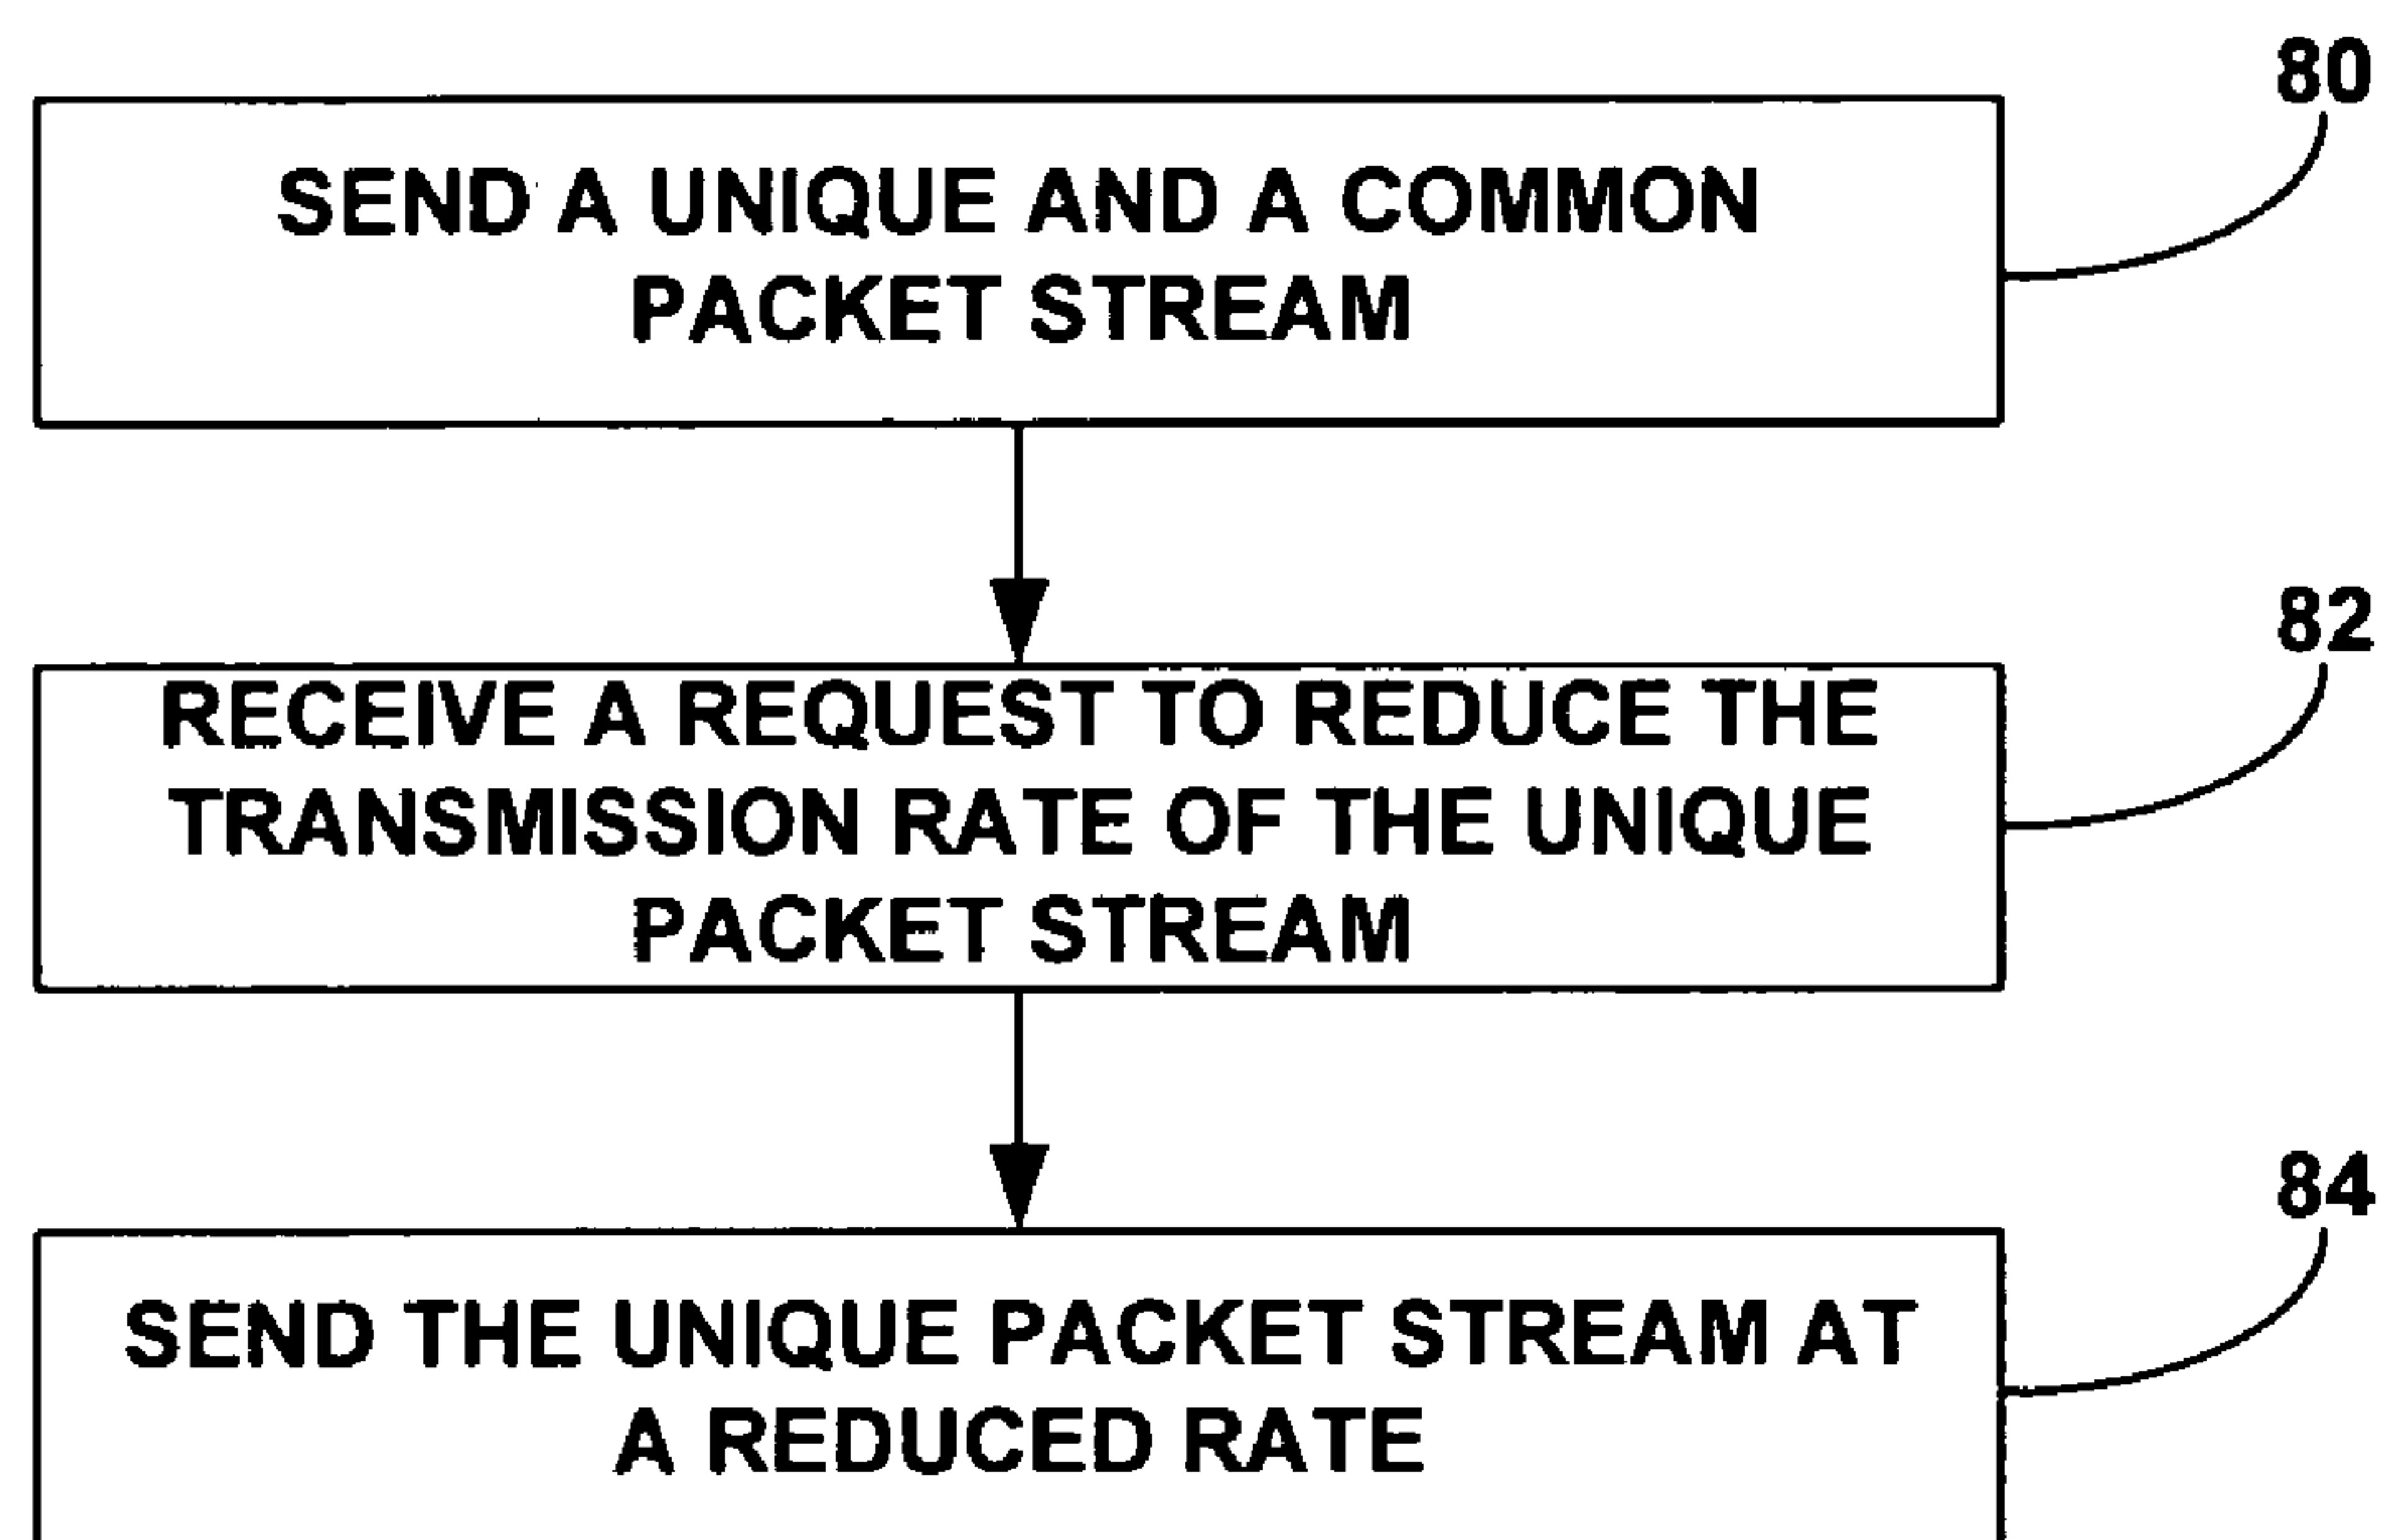 80
SEND A UNIQUE AND A COMMON
PACKET STREAM
82
RECEIVE A REQUEST TO REDUCE THE
TRANSMISSION RATE OF THE UNIQUE
PACKET STREAM
84
SEND THE UNIQUE PACKET STREAM AT
A REDUCED RATE